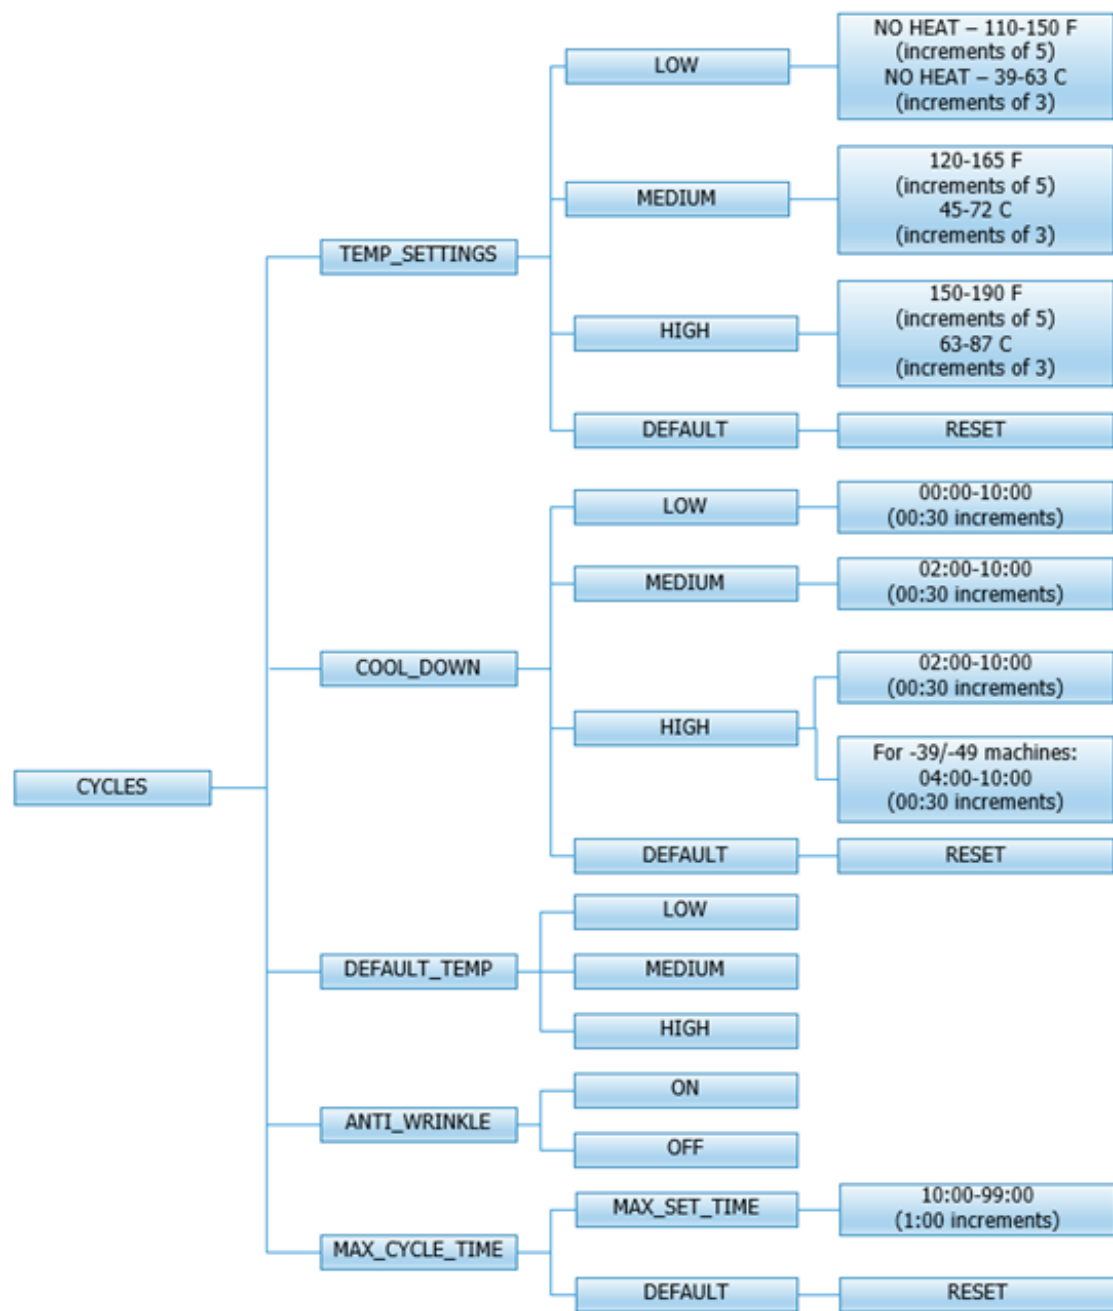 CYCLES
TEMP_SETTINGS
LOW
NO HEAT – 110-150 F
(increments of 5)
NO HEAT – 39-63 C
(increments of 3)
MEDIUM
120-165 F
(increments of 5)
45-72 C
(increments of 3)
HIGH
150-190 F
(increments of 5)
63-87 C
(increments of 3)
DEFAULT
RESET
COOL_DOWN
LOW
00:00-10:00
(00:30 increments)
MEDIUM
02:00-10:00
(00:30 increments)
HIGH
02:00-10:00
(00:30 increments)
For -39/-49 machines:
04:00-10:00
(00:30 increments)
DEFAULT
RESET
DEFAULT_TEMP
LOW
MEDIUM
HIGH
ANTI_WRINKLE
ON
OFF
MAX_CYCLE_TIME
MAX_SET_TIME
10:00-99:00
(1:00 increments)
DEFAULT
RESET